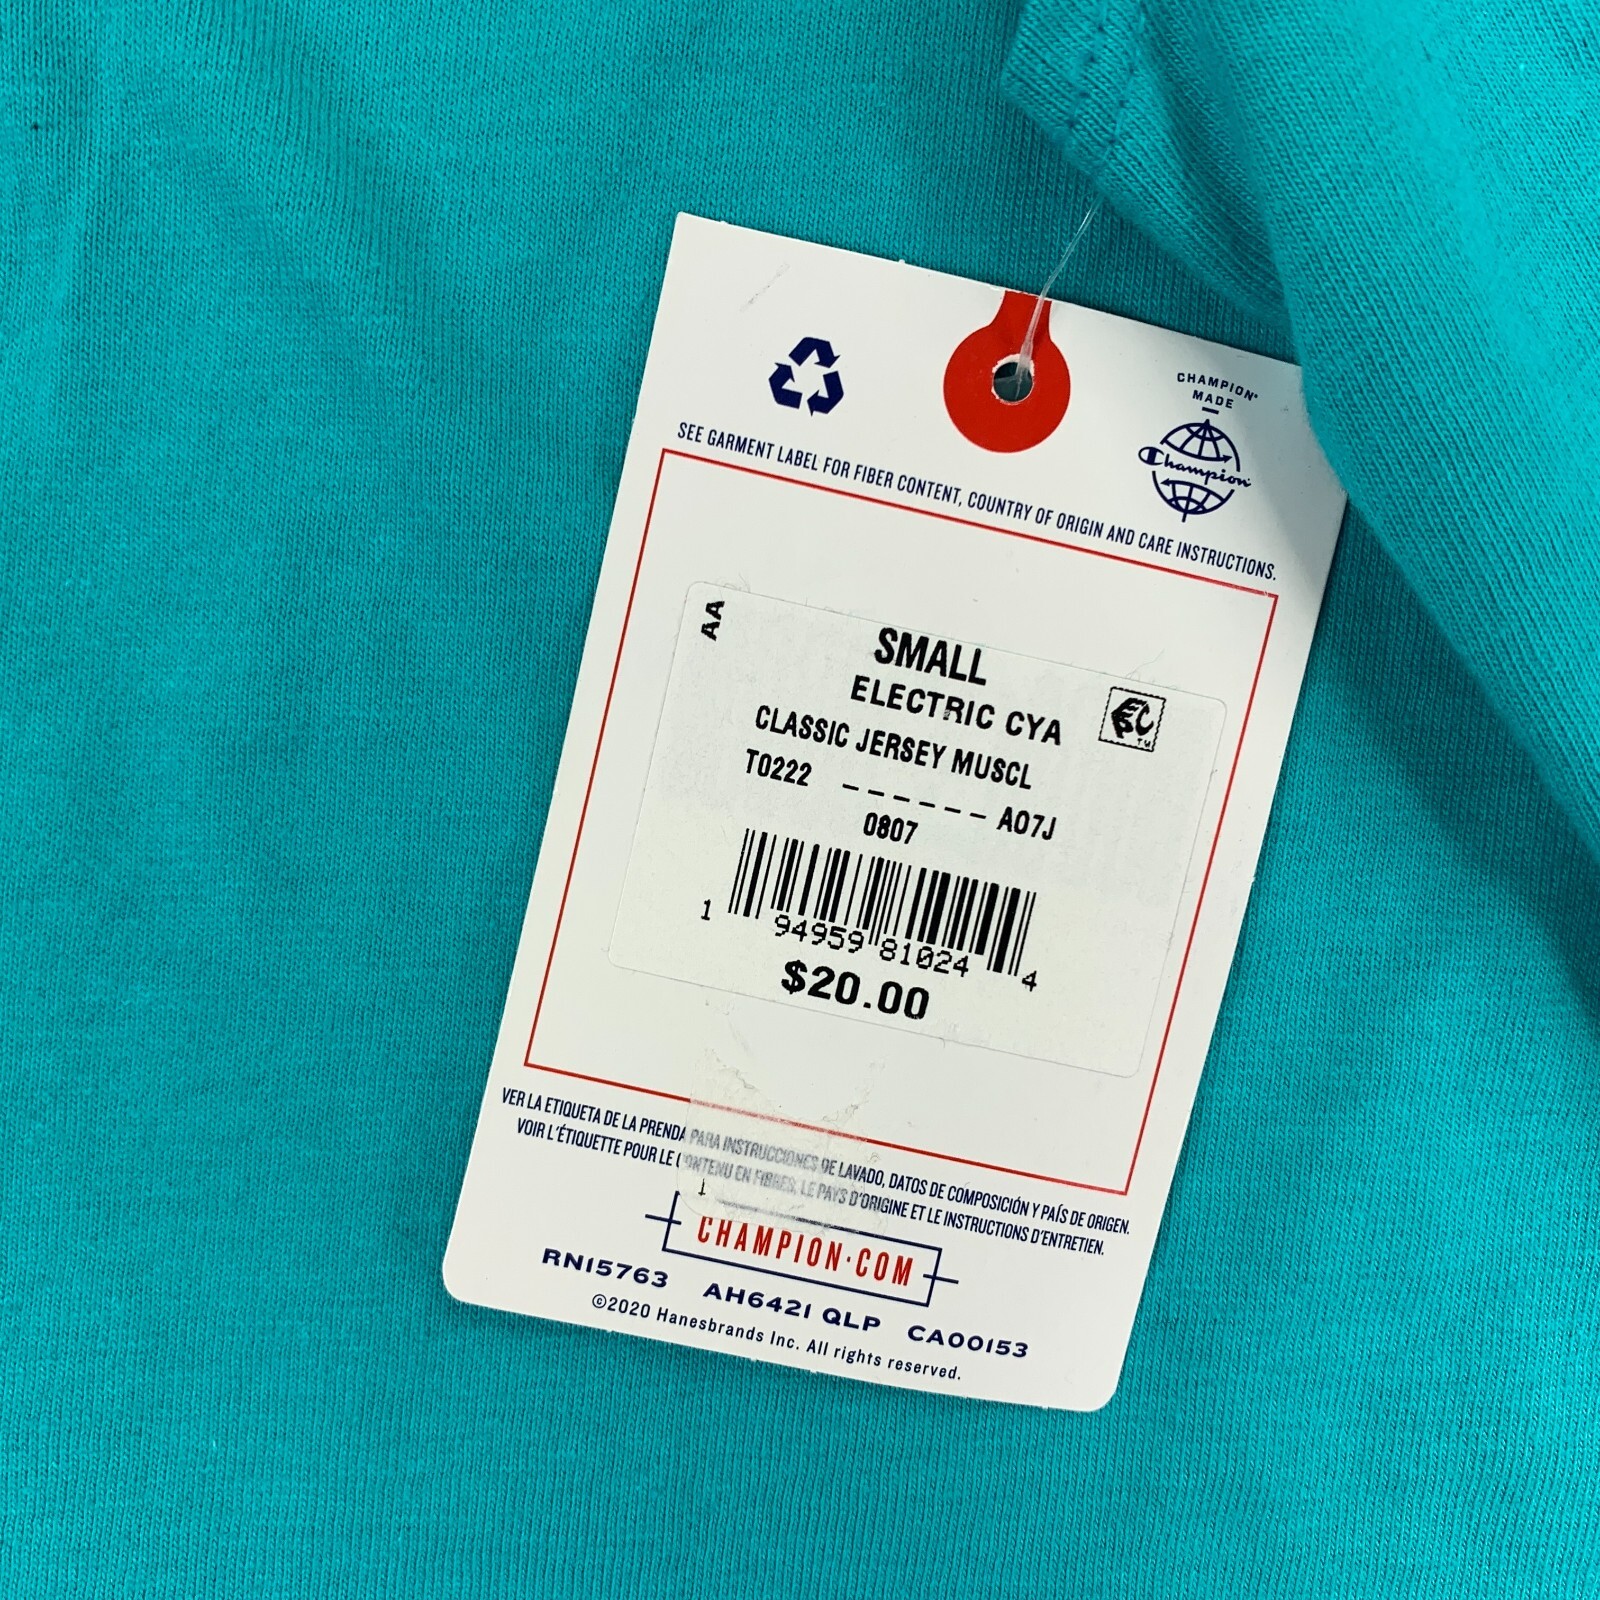 CHAMPION®
MADE
Champion
SEE GARMENT LABEL FOR FIBER CONTENT, COUNTRY OF ORIGIN AND CARE INSTRUCTIONS.
AA
SMALL
ELECTRIC CYA
EPC TM
CLASSIC JERSEY MUSCL
T0222 ------ A07J
0807
1 94959 81024 4
$20.00
VER LA ETIQUETA DE LA PRENDA PARA INSTRUCCIONES DE LAVADO, DATOS DE COMPOSICIÓN Y PAÍS DE ORIGEN.
VOIR L'ÉTIQUETTE POUR LE CONTENU EN FIBRES, LE PAYS D'ORIGINE ET LE INSTRUCTIONS D'ENTRETIEN.
CHAMPION·COM
RN15763 AH6421 QLP CA00153
©2020 Hanesbrands Inc. All rights reserved.